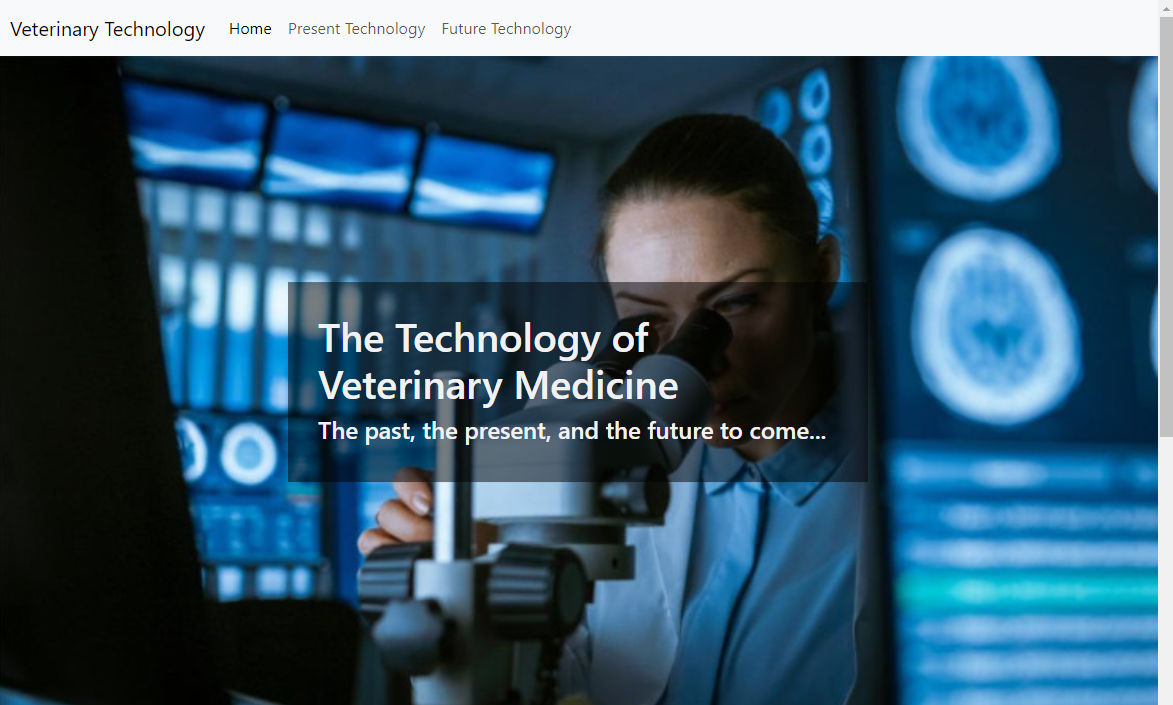 Veterinary Technology Home Present Technology Future Technology
The Technology of
Veterinary Medicine
The past, the present, and the future to come...